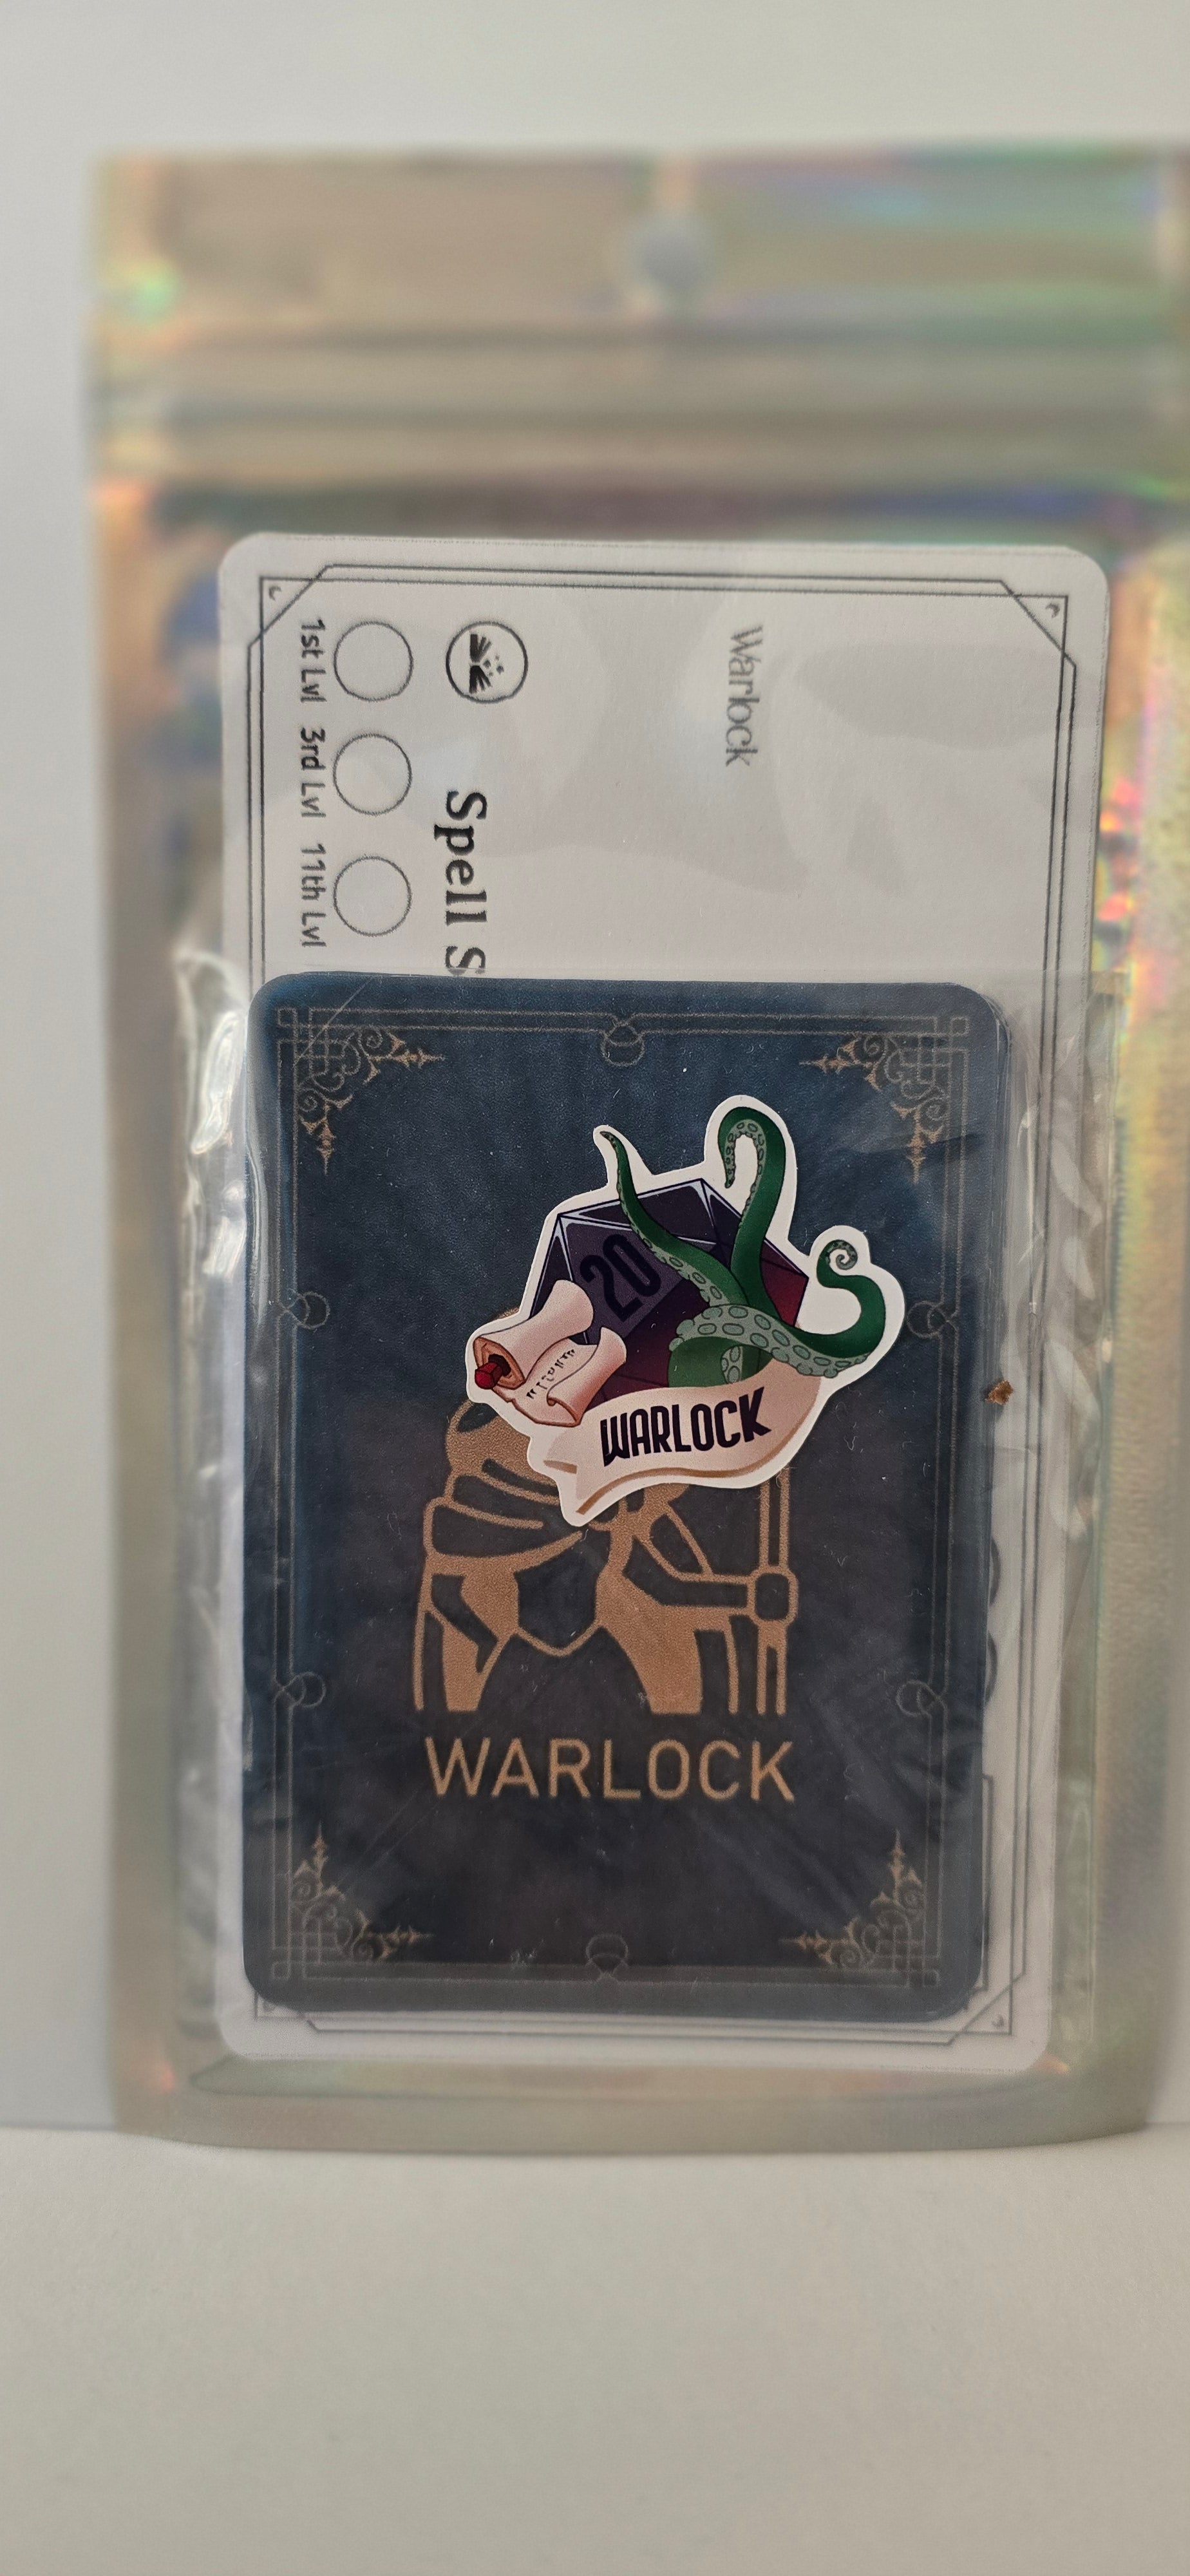 Warlock
Spell S
1st Lvl
3rd Lvl
11th Lvl
20
WARLOCK
WARLOCK